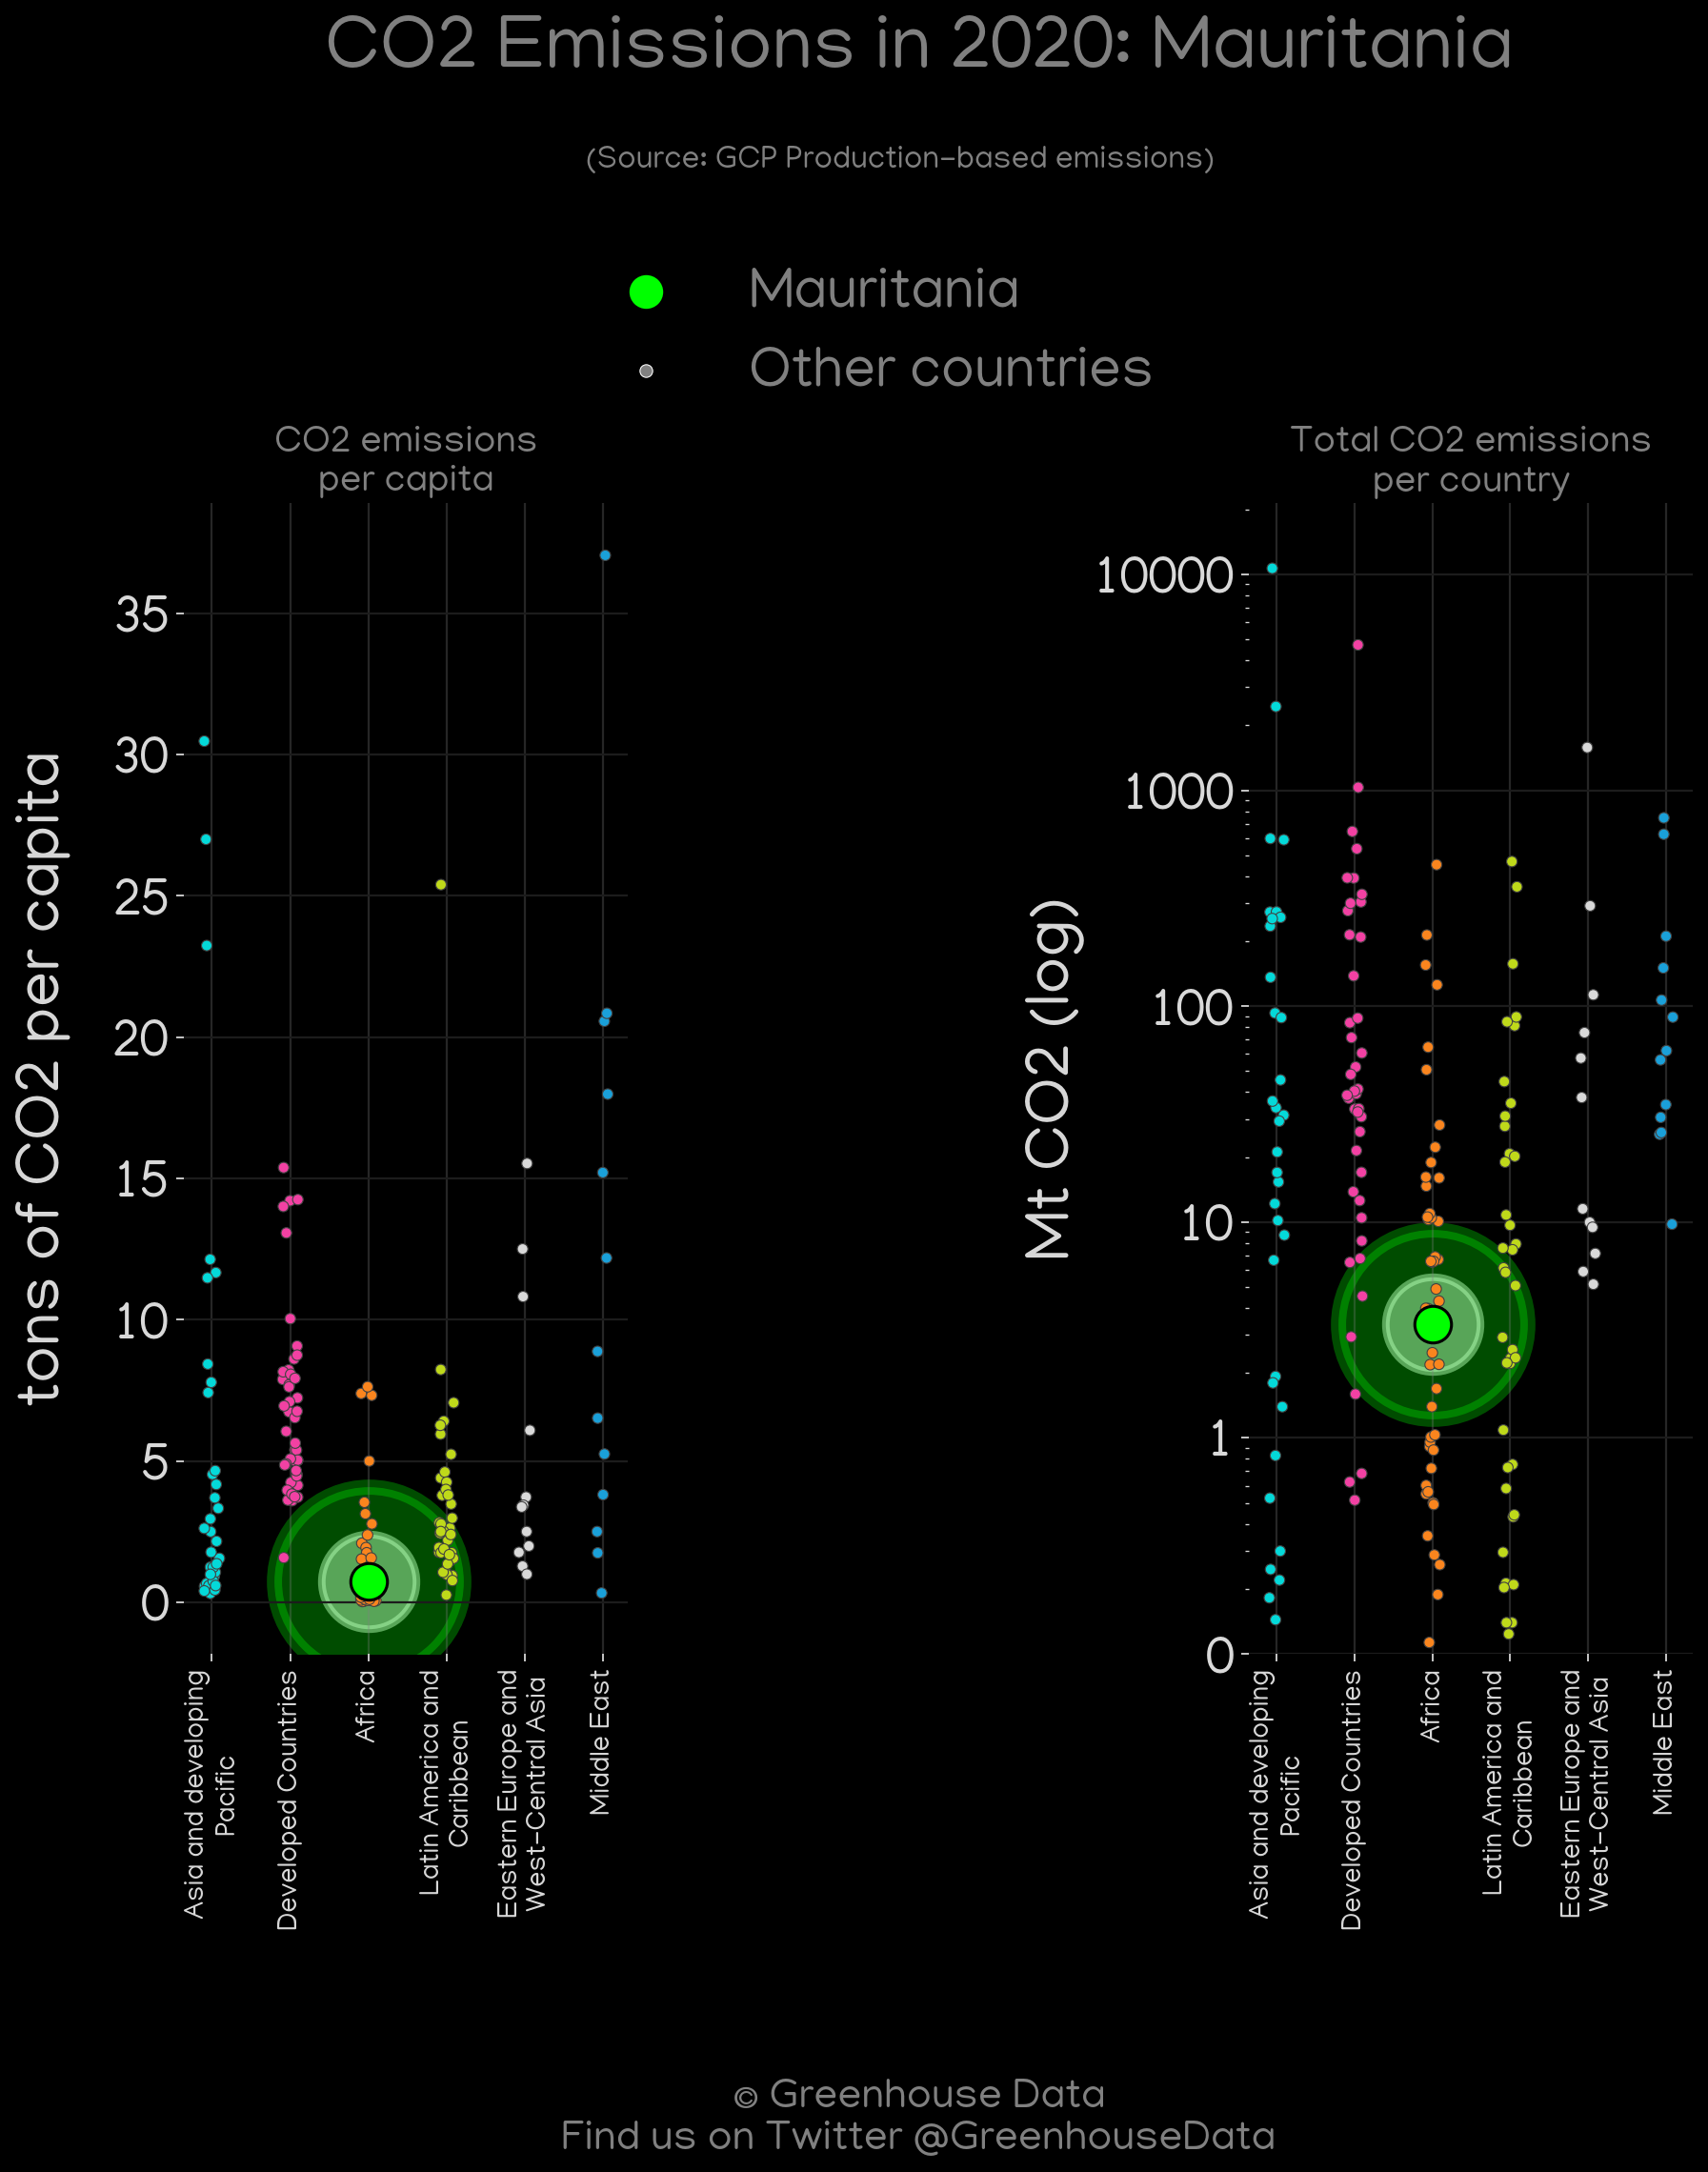 CO2 Emissions in 2020: Mauritania
(Source: GCP Production-based emissions)
Mauritania
Other countries
CO2 emissions
per capita
tons of CO2 per capita
35
30
25
20
15
10
5
0
Asia and developing
Pacific
Developed Countries
Africa
Latin America and
Caribbean
Eastern Europe and
West-Central Asia
Middle East
Total CO2 emissions
per country
Mt CO2 (log)
10000
1000
100
10
1
0
Asia and developing
Pacific
Developed Countries
Africa
Latin America and
Caribbean
Eastern Europe and
West-Central Asia
Middle East
© Greenhouse Data
Find us on Twitter @GreenhouseData